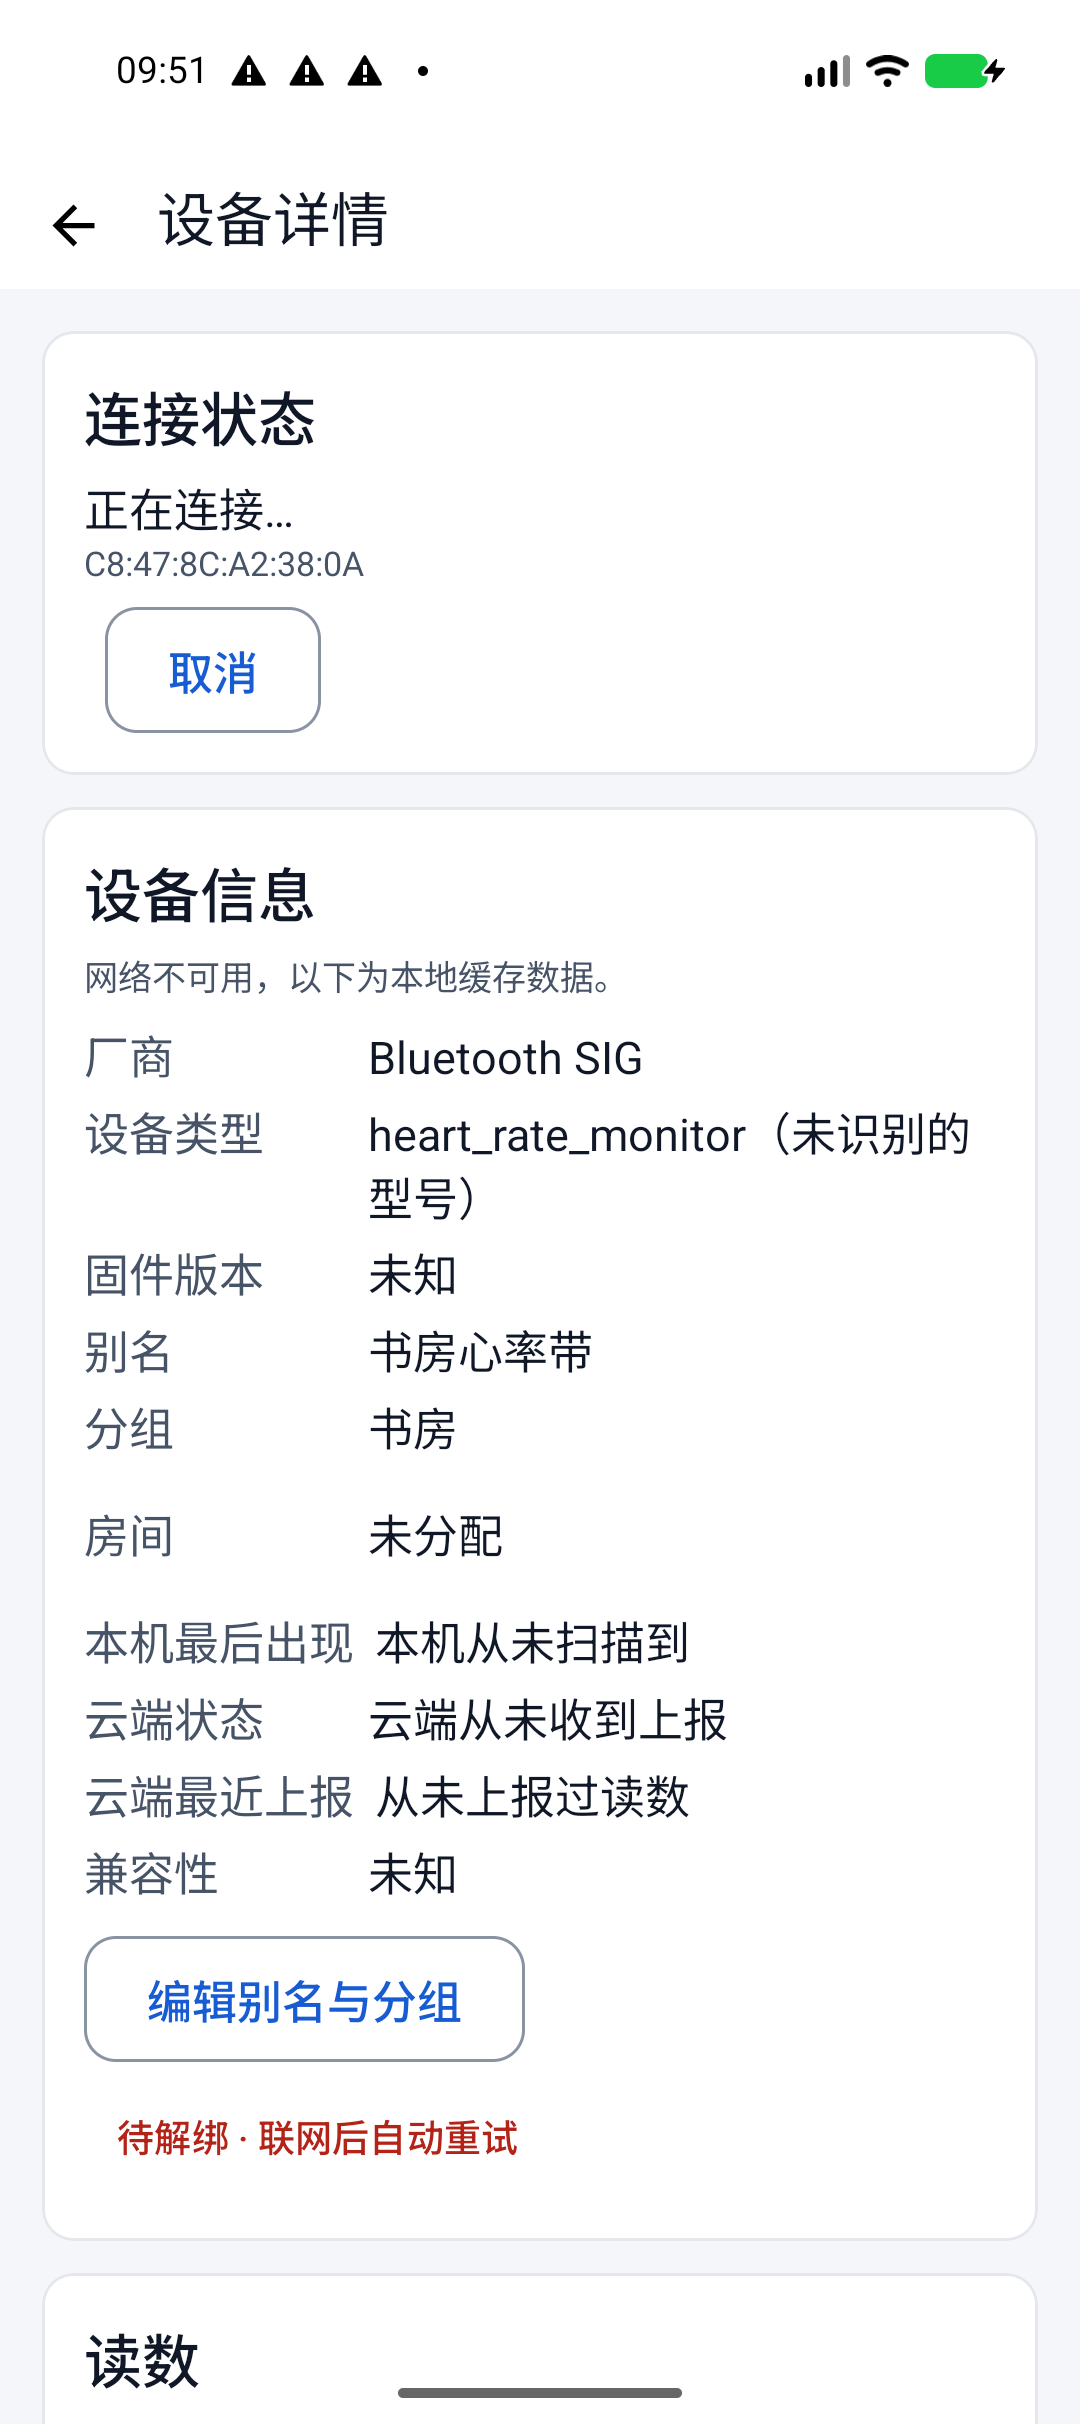 09:51
设备详情
连接状态
正在连接...
C8:47:8C:A2:38:0A
取消
设备信息
网络不可用，以下为本地缓存数据。
厂商 Bluetooth SIG
设备类型 heart_rate_monitor（未识别的
型号）
固件版本 未知
别名 书房心率带
分组 书房
房间 未分配
本机最后出现 本机从未扫描到
云端状态 云端从未收到上报
云端最近上报 从未上报过读数
兼容性 未知
编辑别名与分组
待解绑 · 联网后自动重试
读数